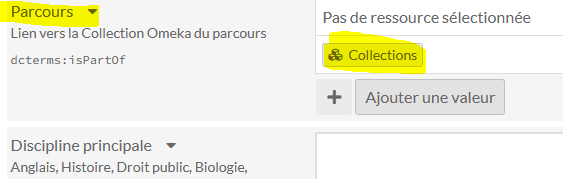 Parcours
Lien vers la Collection Omeka du parcours
dcterms:isPartOf
Pas de ressource sélectionnée
Collections
Ajouter une valeur
Discipline principale
Anglais, Histoire, Droit public, Biologie,